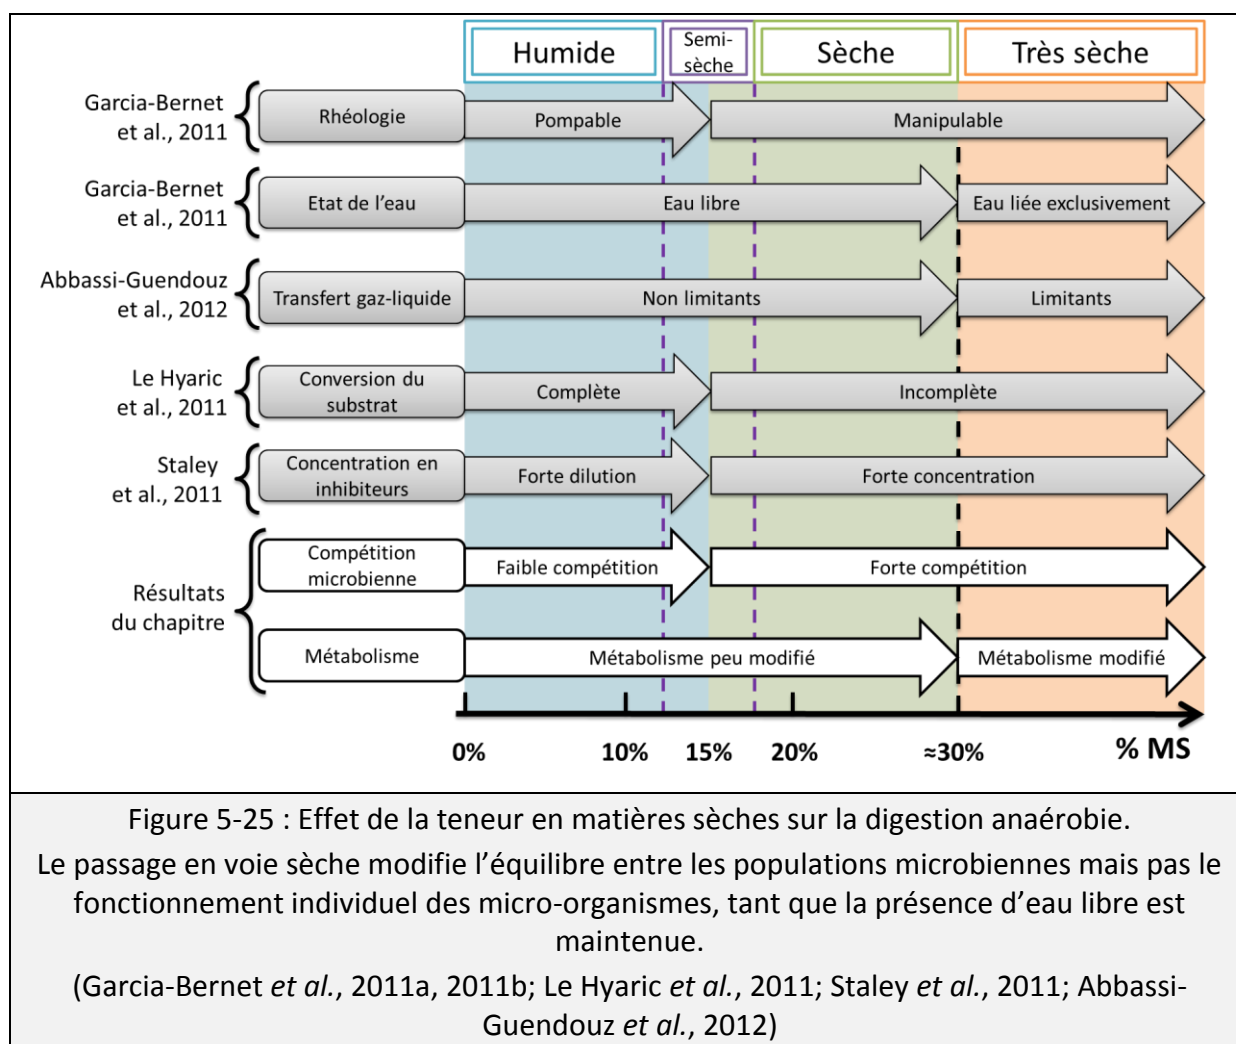 Humide
Semi-
sèche
Sèche
Très sèche
Garcia-Bernet
et al., 2011
Rhéologie
Pompable
Manipulable
Garcia-Bernet
et al., 2011
Etat de l’eau
Eau libre
Eau liée exclusivement
Abbassi-Guendouz
et al., 2012
Transfert gaz-liquide
Non limitants
Limitants
Le Hyaric
et al., 2011
Conversion du
substrat
Complète
Incomplète
Staley
et al., 2011
Concentration en
inhibiteurs
Forte dilution
Forte concentration
Résultats
du chapitre
Compétition
microbienne
Faible compétition
Forte compétition
Métabolisme
Métabolisme peu modifié
Métabolisme modifié
0%
10%
15%
20%
≈30%
% MS
Figure 5-25 : Effet de la teneur en matières sèches sur la digestion anaérobie.
Le passage en voie sèche modifie l’équilibre entre les populations microbiennes mais pas le
fonctionnement individuel des micro-organismes, tant que la présence d’eau libre est
maintenue.
(Garcia-Bernet et al., 2011a, 2011b; Le Hyaric et al., 2011; Staley et al., 2011; Abbassi-
Guendouz et al., 2012)